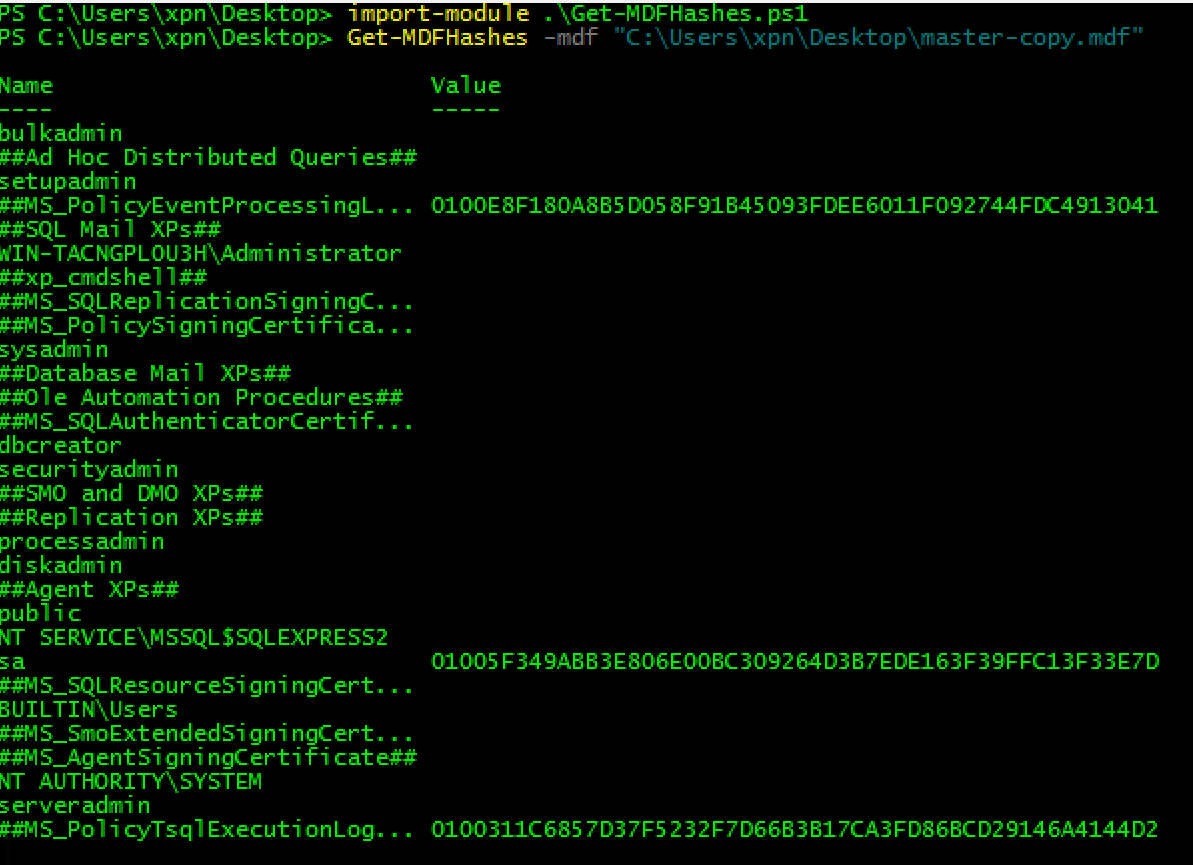 PS C:\Users\xpn\Desktop> import-module .\Get-MDFHashes.ps1
PS C:\Users\xpn\Desktop> Get-MDFHashes -mdf "C:\Users\xpn\Desktop\master-copy.mdf"
Name Value
---- -----
bulkadmin
##Ad Hoc Distributed Queries##
setupadmin
##MS_PolicyEventProcessingL... 0100E8F180A8B5D058F91B45093FDEE6011F092744FDC4913041
##SQL Mail XPs##
WIN-TACNGPLOU3H\Administrator
##xp_cmdshell##
##MS_SQLReplicationSigningC...
##MS_PolicySigningCertifica...
sysadmin
##Database Mail XPs##
##Ole Automation Procedures##
##MS_SQLAuthenticatorCertif...
dbcreator
securityadmin
##SMO and DMO XPs##
##Replication XPs##
processadmin
diskadmin
##Agent XPs##
public
NT SERVICE\MSSQL$SQLEXPRESS2
sa 01005F349ABB3E806E00BC309264D3B7EDE163F39FFC13F33E7D
##MS_SQLResourceSigningCert...
BUILTIN\Users
##MS_SmoExtendedSigningCert...
##MS_AgentSigningCertificate##
NT AUTHORITY\SYSTEM
serveradmin
##MS_PolicyTsqlExecutionLog... 0100311C6857D37F5232F7D66B3B17CA3FD86BCD29146A4144D2